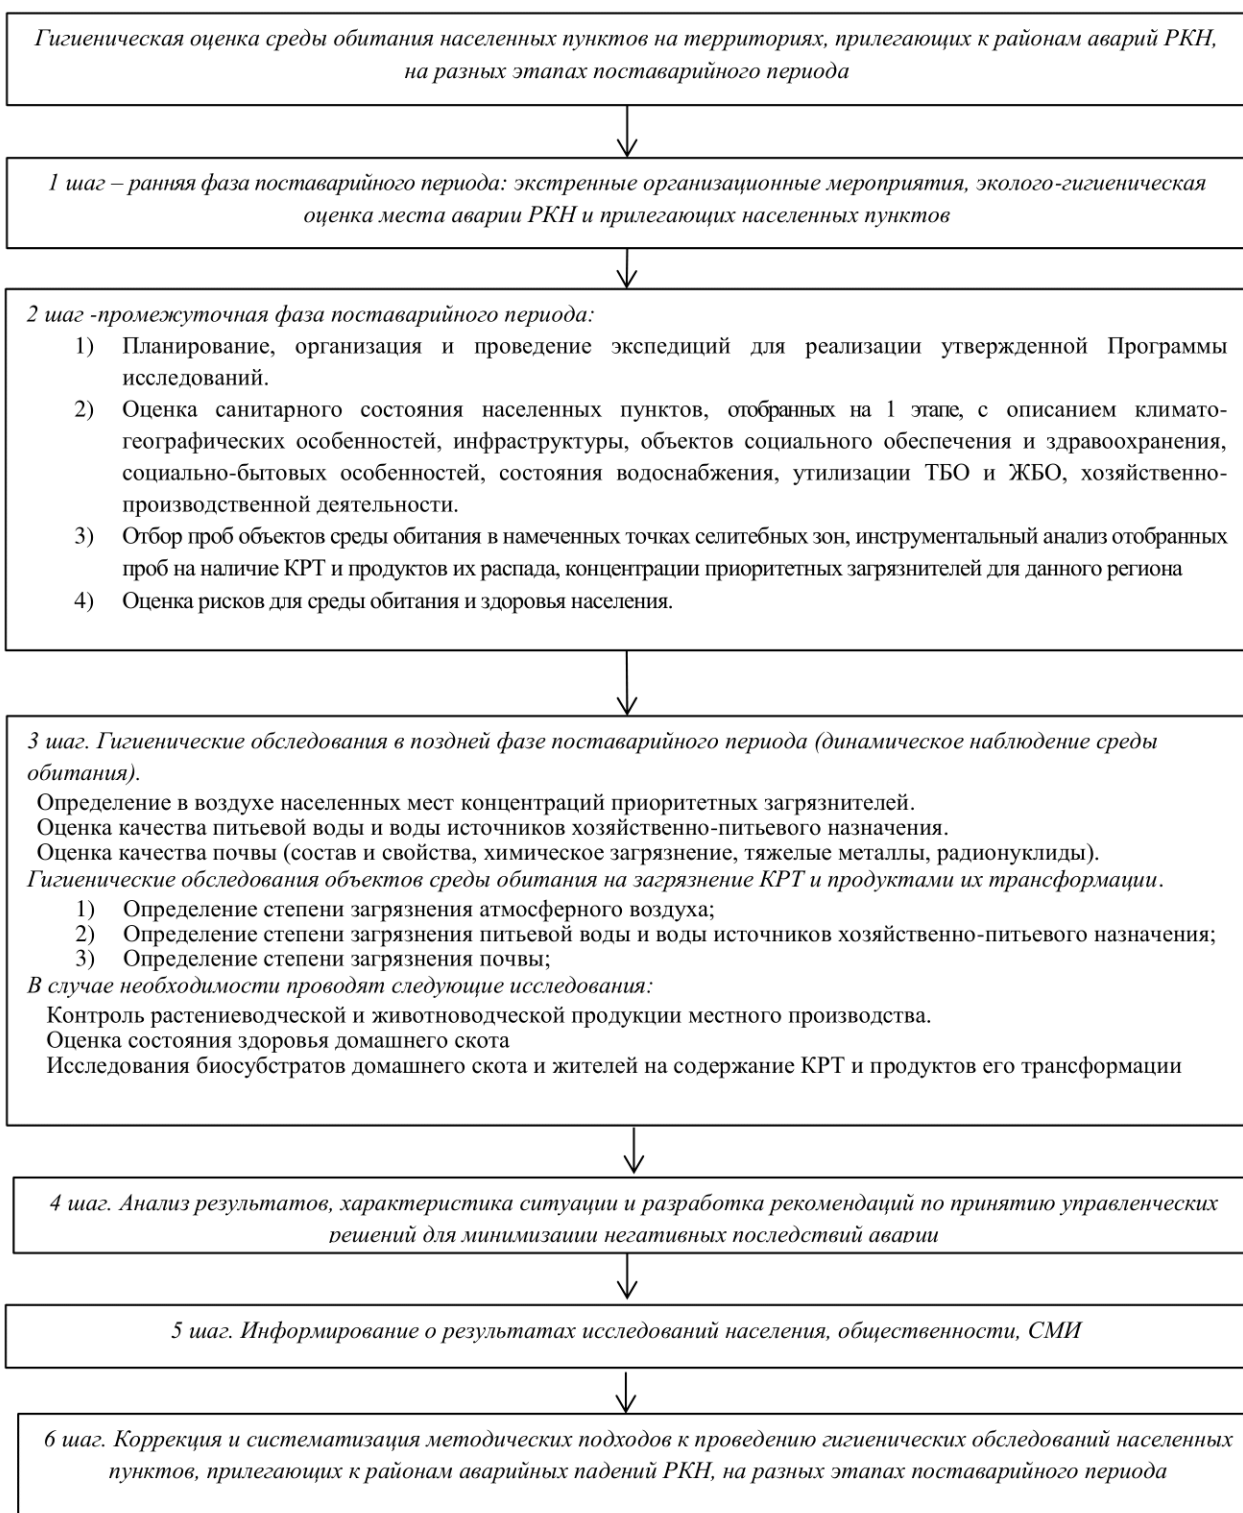 Гигиеническая оценка среды обитания населенных пунктов на территориях, прилегающих к районам аварий РКН,
на разных этапах поставарийного периода
1 шаг – ранняя фаза поставарийного периода: экстренные организационные мероприятия, эколого-гигиеническая
оценка места аварии РКН и прилегающих населенных пунктов
2 шаг -промежуточная фаза поставарийного периода:
1) Планирование, организация и проведение экспедиций для реализации утвержденной Программы
исследований.
2) Оценка санитарного состояния населенных пунктов, отобранных на 1 этапе, с описанием климато-
географических особенностей, инфраструктуры, объектов социального обеспечения и здравоохранения,
социально-бытовых особенностей, состояния водоснабжения, утилизации ТБО и ЖБО, хозяйственно-
производственной деятельности.
3) Отбор проб объектов среды обитания в намеченных точках селитебных зон, инструментальный анализ отобранных
проб на наличие КРТ и продуктов их распада, концентрации приоритетных загрязнителей для данного региона
4) Оценка рисков для среды обитания и здоровья населения.
3 шаг. Гигиенические обследования в поздней фазе поставарийного периода (динамическое наблюдение среды
обитания).
Определение в воздухе населенных мест концентраций приоритетных загрязнителей.
Оценка качества питьевой воды и воды источников хозяйственно-питьевого назначения.
Оценка качества почвы (состав и свойства, химическое загрязнение, тяжелые металлы, радионуклиды).
Гигиенические обследования объектов среды обитания на загрязнение КРТ и продуктами их трансформации.
1) Определение степени загрязнения атмосферного воздуха;
2) Определение степени загрязнения питьевой воды и воды источников хозяйственно-питьевого назначения;
3) Определение степени загрязнения почвы;
В случае необходимости проводят следующие исследования:
Контроль растениеводческой и животноводческой продукции местного производства.
Оценка состояния здоровья домашнего скота
Исследования биосубстратов домашнего скота и жителей на содержание КРТ и продуктов его трансформации
4 шаг. Анализ результатов, характеристика ситуации и разработка рекомендаций по принятию управленческих
решений для минимизации негативных последствий аварии
5 шаг. Информирование о результатах исследований населения, общественности, СМИ
6 шаг. Коррекция и систематизация методических подходов к проведению гигиенических обследований населенных
пунктов, прилегающих к районам аварийных падений РКН, на разных этапах поставарийного периода